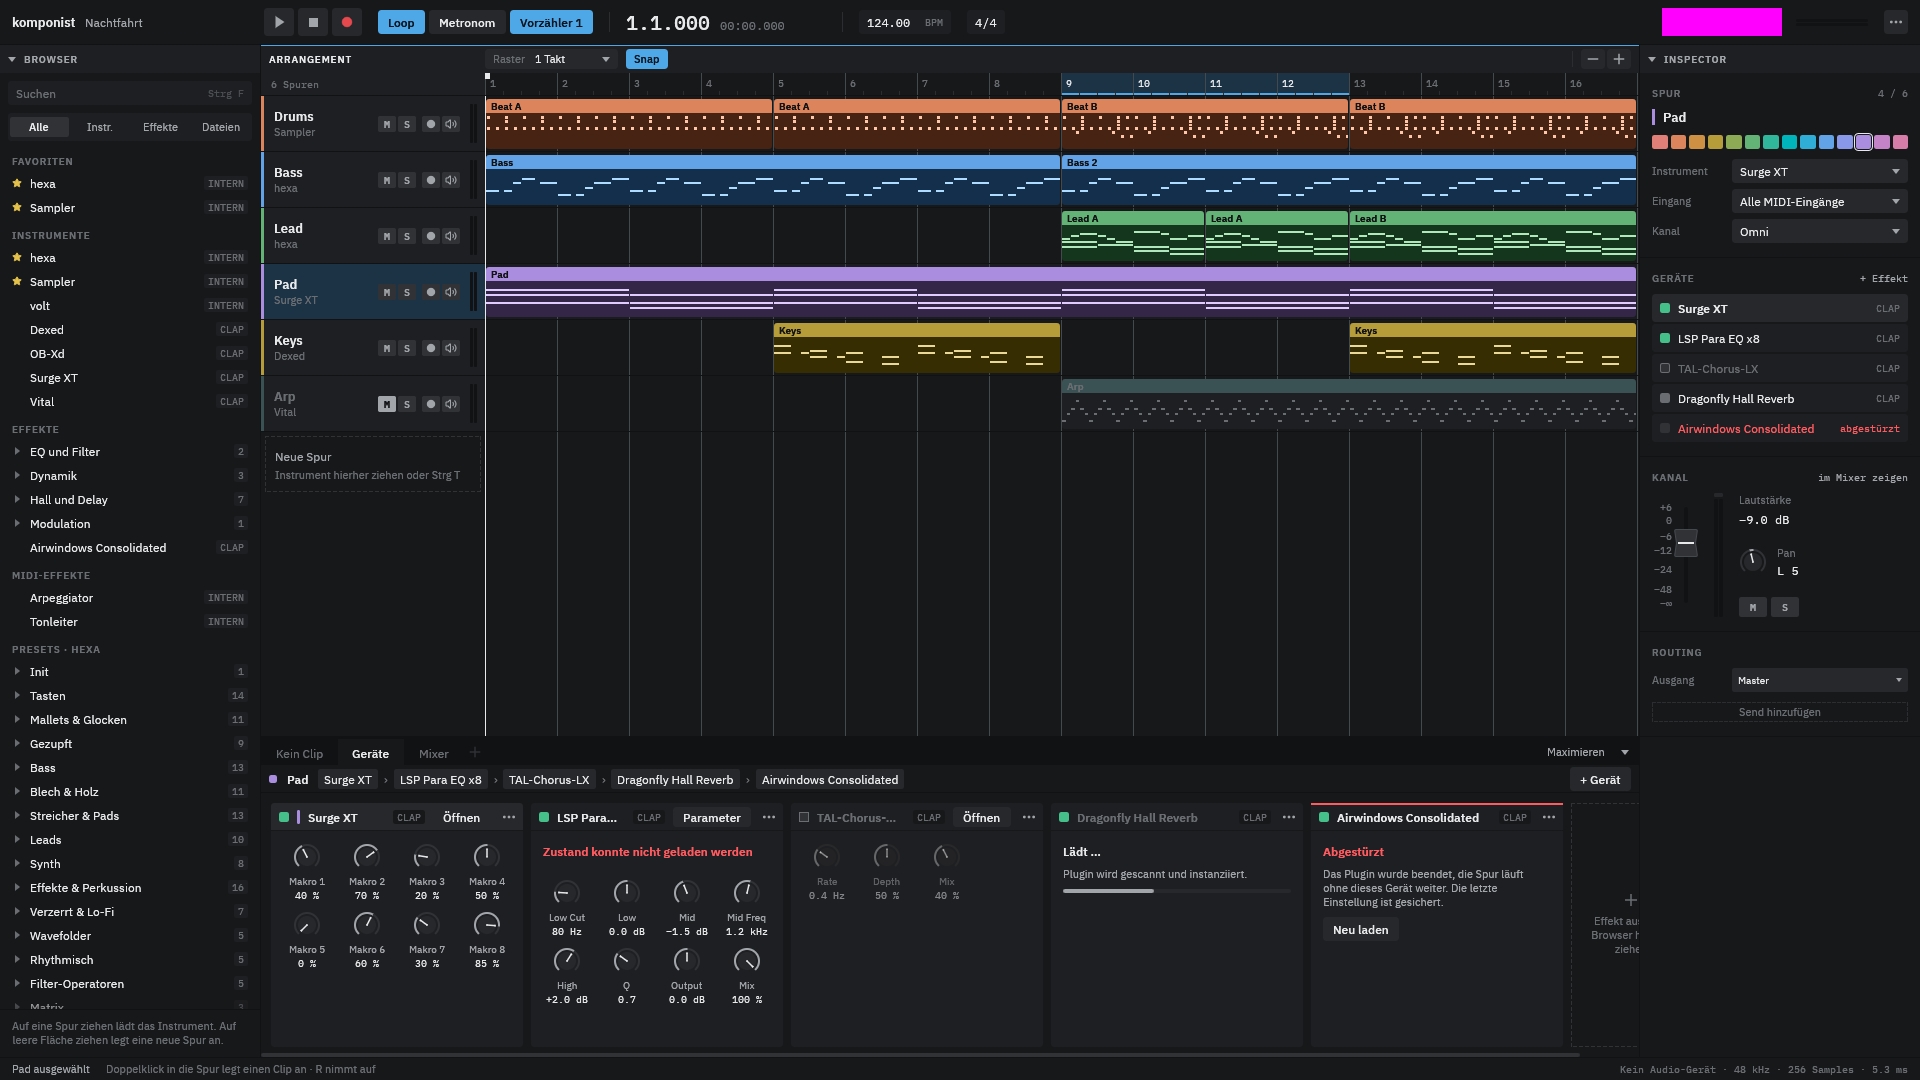 komponist Nachtfahrt
Loop Metronom Vorzähler 1 1.1.000 00:00.000 124.00 BPM 4/4
BROWSER
Suchen Strg F
Alle Instr. Effekte Dateien
FAVORITEN
hexa INTERN
Sampler INTERN
INSTRUMENTE
hexa INTERN
Sampler INTERN
volt INTERN
Dexed CLAP
OB-Xd CLAP
Surge XT CLAP
Vital CLAP
EFFEKTE
EQ und Filter 2
Dynamik 3
Hall und Delay 7
Modulation 1
Airwindows Consolidated CLAP
MIDI-EFFEKTE
Arpeggiator INTERN
Tonleiter INTERN
PRESETS · HEXA
Init 1
Tasten 14
Mallets & Glocken 11
Gezupft 9
Bass 13
Blech & Holz 11
Streicher & Pads 13
Leads 10
Synth 8
Effekte & Perkussion 16
Verzerrt & Lo-Fi 7
Wavefolder 5
Rhythmisch 5
Filter-Operatoren 5
Matrix 3
Auf eine Spur ziehen lädt das Instrument. Auf
leere Fläche ziehen legt eine neue Spur an.
ARRANGEMENT Raster 1 Takt Snap
6 Spuren 1 2 3 4 5 6 7 8 9 10 11 12 13 14 15 16
Drums
Sampler
M S
Beat A Beat A Beat B Beat B
Bass
hexa
M S
Bass Bass 2
Lead
hexa
M S
Lead A Lead A Lead B
Pad
Surge XT
M S
Pad
Keys
Dexed
M S
Keys Keys
Arp
Vital
M S
Arp
Neue Spur
Instrument hierher ziehen oder Strg T
Kein Clip Geräte Mixer + Maximieren
Pad Surge XT › LSP Para EQ x8 › TAL-Chorus-LX › Dragonfly Hall Reverb › Airwindows Consolidated + Gerät
Surge XT CLAP Öffnen
Makro 1 Makro 2 Makro 3 Makro 4
40 % 70 % 20 % 50 %
Makro 5 Makro 6 Makro 7 Makro 8
0 % 60 % 30 % 85 %
LSP Para... CLAP Parameter
Zustand konnte nicht geladen werden
Low Cut Low Mid Mid Freq
80 Hz 0.0 dB −1.5 dB 1.2 kHz
High Q Output Mix
+2.0 dB 0.7 0.0 dB 100 %
TAL-Chorus-... CLAP Öffnen
Rate Depth Mix
0.4 Hz 50 % 40 %
Dragonfly Hall Reverb CLAP
Lädt ...
Plugin wird gescannt und instanziiert.
Airwindows Consolidated CLAP
Abgestürzt
Das Plugin wurde beendet, die Spur läuft
ohne dieses Gerät weiter. Die letzte
Einstellung ist gesichert.
Neu laden
INSPECTOR
SPUR 4 / 6
Pad
Instrument Surge XT
Eingang Alle MIDI-Eingänge
Kanal Omni
GERÄTE + Effekt
Surge XT CLAP
LSP Para EQ x8 CLAP
TAL-Chorus-LX CLAP
Dragonfly Hall Reverb CLAP
Airwindows Consolidated abgestürzt
KANAL im Mixer zeigen
+6
0
−6
−12
−24
−48
−∞
Lautstärke
−9.0 dB
Pan
L 5
M S
ROUTING
Ausgang Master
Send hinzufügen
Pad ausgewählt Doppelklick in die Spur legt einen Clip an · R nimmt auf
Kein Audio-Gerät · 48 kHz · 256 Samples · 5.3 ms